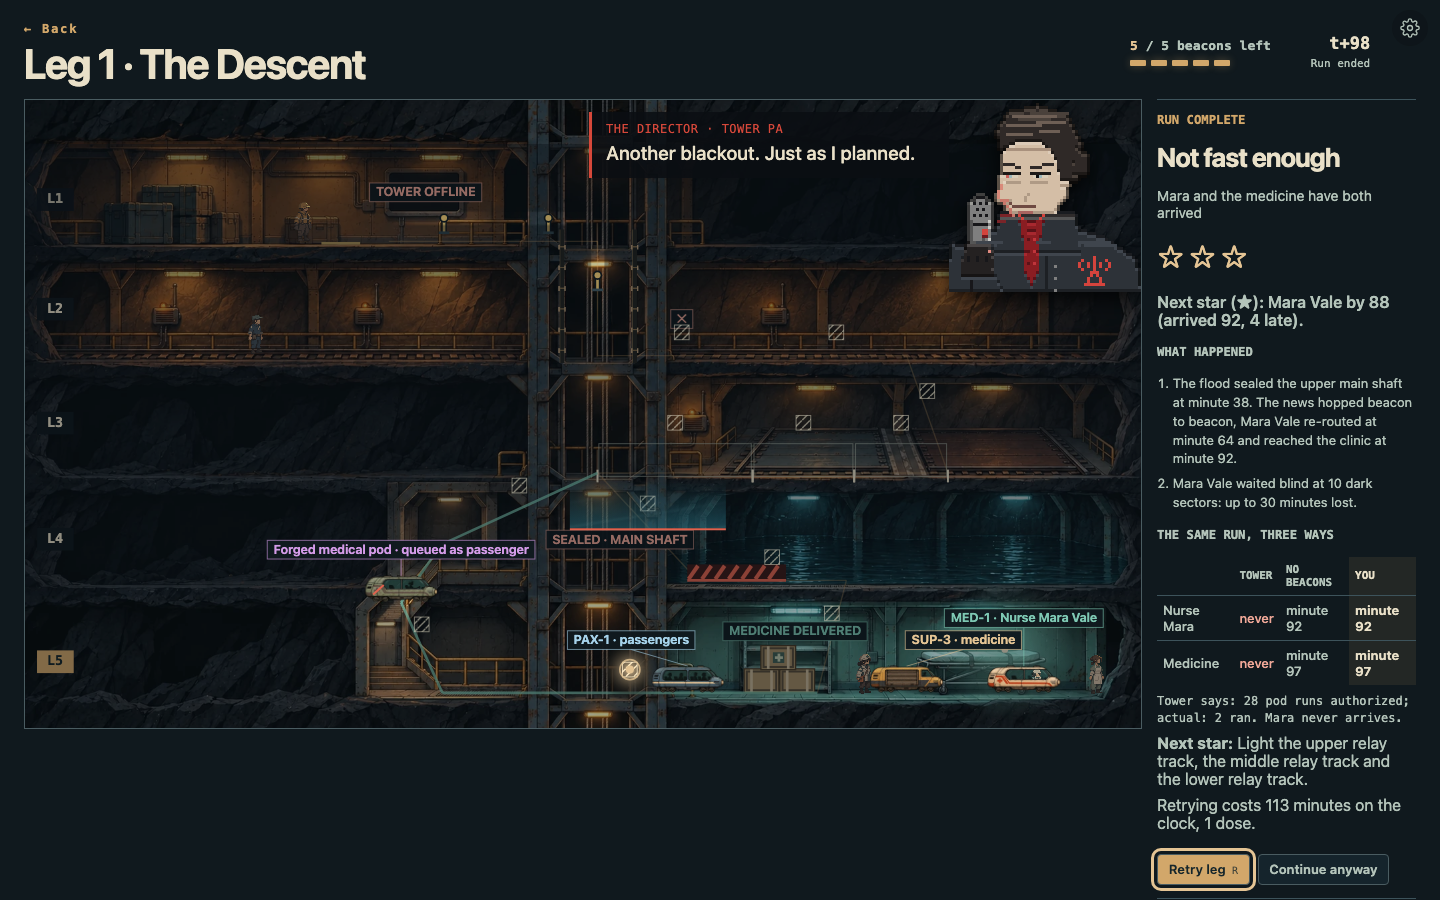 ← Back
Leg 1 · The Descent
5 / 5 beacons left
t+98
Run ended
THE DIRECTOR · TOWER PA
Another blackout. Just as I planned.
L1
TOWER OFFLINE
L2
L3
L4
Forged medical pod · queued as passenger
SEALED · MAIN SHAFT
L5
PAX-1 · passengers
MEDICINE DELIVERED
MED-1 · Nurse Mara Vale
SUP-3 · medicine
RUN COMPLETE
Not fast enough
Mara and the medicine have both
arrived
Next star (★): Mara Vale by 88
(arrived 92, 4 late).
WHAT HAPPENED
1. The flood sealed the upper main shaft
at minute 38. The news hopped beacon
to beacon, Mara Vale re-routed at
minute 64 and reached the clinic at
minute 92.
2. Mara Vale waited blind at 10 dark
sectors: up to 30 minutes lost.
THE SAME RUN, THREE WAYS
TOWER NO BEACONS YOU
Nurse Mara never minute 92 minute 92
Medicine never minute 97 minute 97
Tower says: 28 pod runs authorized;
actual: 2 ran. Mara never arrives.
Next star: Light the upper relay
track, the middle relay track and
the lower relay track.
Retrying costs 113 minutes on the
clock, 1 dose.
Retry leg R
Continue anyway